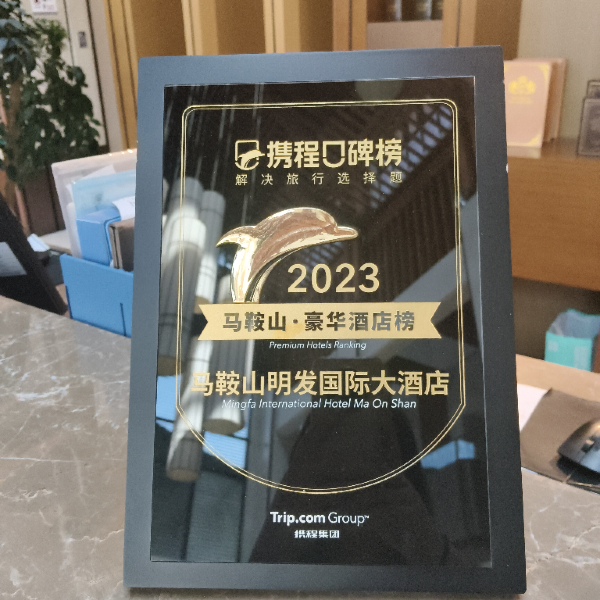 携程口碑榜
解决旅行选择题
2023
马鞍山·豪华酒店榜
Premium Hotels Ranking
马鞍山明发国际大酒店
Mingfa International Hotel Ma On Shan
Trip.com Group™
携程集团